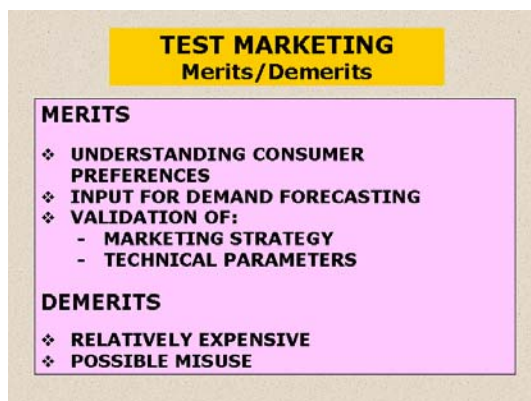 TEST MARKETING
Merits/Demerits
MERITS
❖ UNDERSTANDING CONSUMER
PREFERENCES
❖ INPUT FOR DEMAND FORECASTING
❖ VALIDATION OF:
- MARKETING STRATEGY
- TECHNICAL PARAMETERS
DEMERITS
❖ RELATIVELY EXPENSIVE
❖ POSSIBLE MISUSE